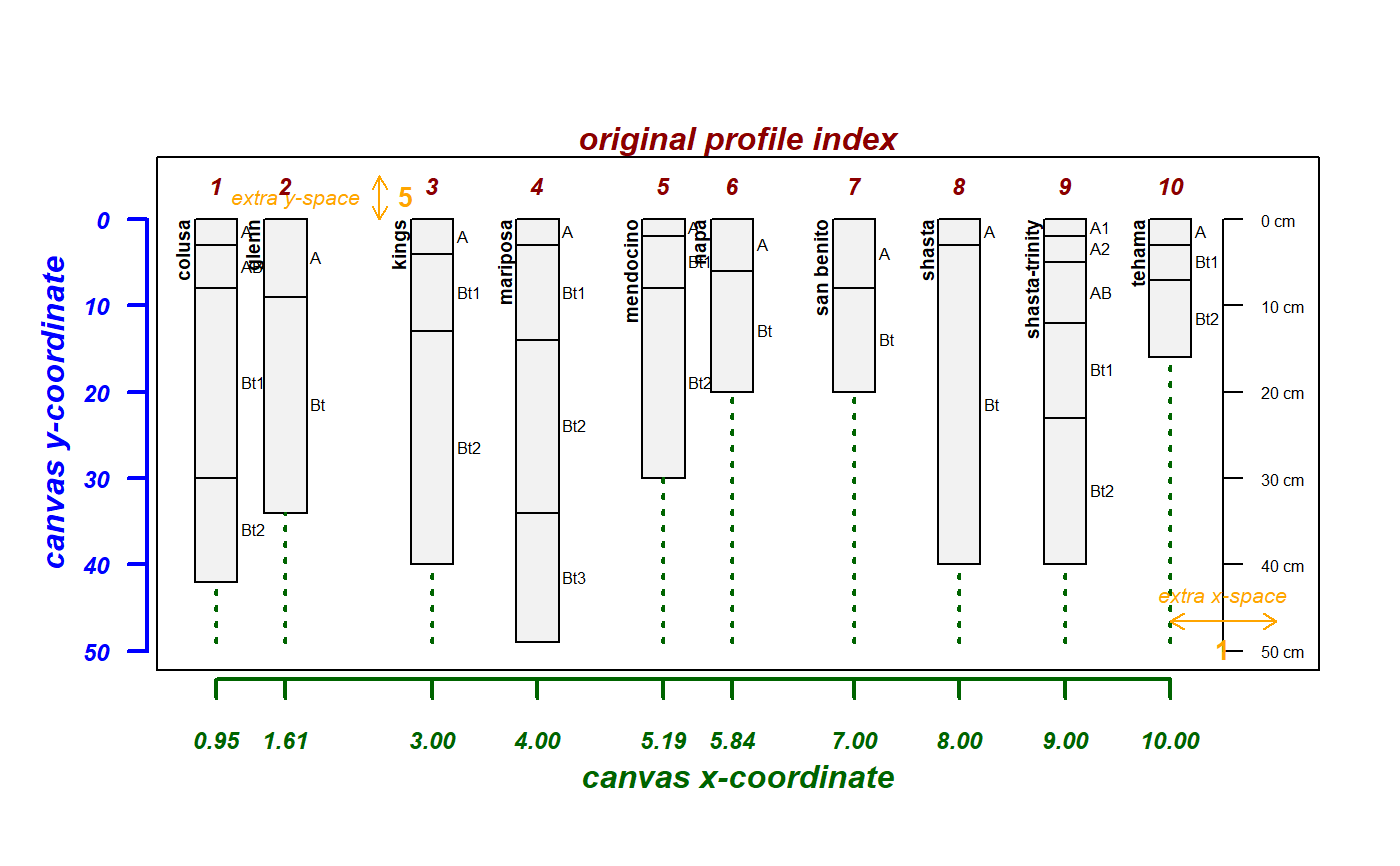 original profile index
1 2 3 4 5 6 7 8 9 10
extra y-space 5
canvas y-coordinate
0
10
20
30
40
50
colusa
A
AB
Bt1
Bt2
glenn
A
Bt
kings
A
Bt1
Bt2
mariposa
A
Bt1
Bt2
Bt3
mendocino
A
Bt1
Bt2
napa
A
Bt
san benito
A
Bt
shasta
A
Bt
shasta-trinity
A1
A2
AB
Bt1
Bt2
tehama
A
Bt1
Bt2
0 cm
10 cm
20 cm
30 cm
40 cm
50 cm
extra x-space
1
0.95 1.61 3.00 4.00 5.19 5.84 7.00 8.00 9.00 10.00
canvas x-coordinate